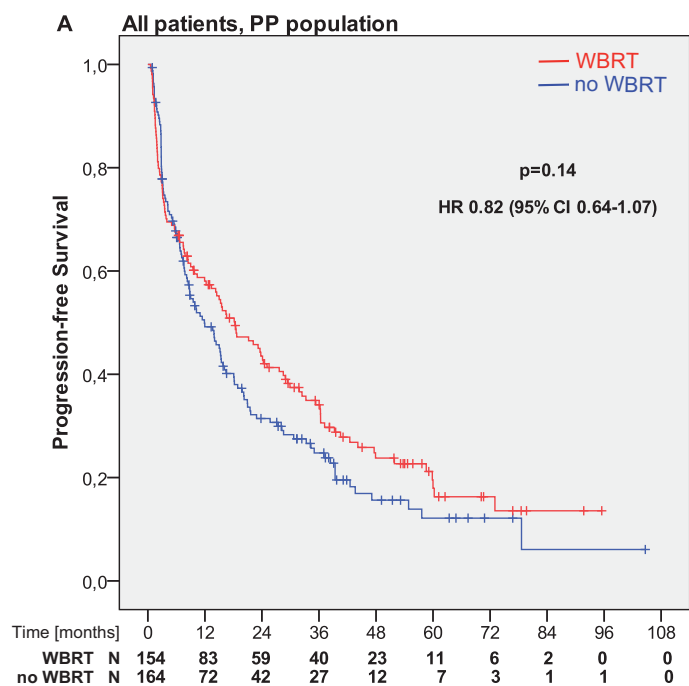 A All patients, PP population
WBRT
no WBRT
p=0.14
HR 0.82 (95% CI 0.64-1.07)
Progression-free Survival
1,0
0,8
0,6
0,4
0,2
0,0
Time [months] 0 12 24 36 48 60 72 84 96 108
WBRT N 154 83 59 40 23 11 6 2 0 0
no WBRT N 164 72 42 27 12 7 3 1 1 0